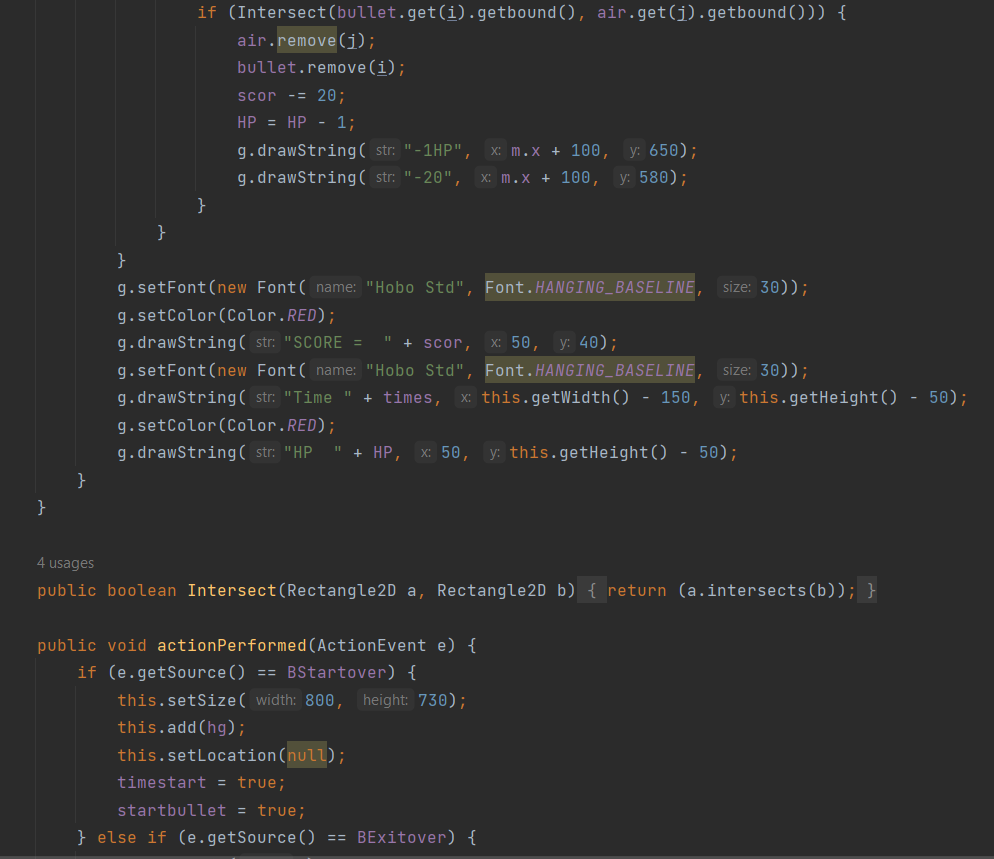 if (Intersect(bullet.get(i).getbound(), air.get(j).getbound())) {
air.remove(j);
bullet.remove(i);
scor -= 20;
HP = HP - 1;
g.drawString( str: "-1HP", x: m.x + 100, y: 650);
g.drawString( str: "-20", x: m.x + 100, y: 580);
}
}
}
g.setFont(new Font( name: "Hobo Std", Font.HANGING_BASELINE, size: 30));
g.setColor(Color.RED);
g.drawString( str: "SCORE =  " + scor, x: 50, y: 40);
g.setFont(new Font( name: "Hobo Std", Font.HANGING_BASELINE, size: 30));
g.drawString( str: "Time " + times, x: this.getWidth() - 150, y: this.getHeight() - 50);
g.setColor(Color.RED);
g.drawString( str: "HP  " + HP, x: 50, y: this.getHeight() - 50);
}
}
4 usages
public boolean Intersect(Rectangle2D a, Rectangle2D b) { return (a.intersects(b)); }
public void actionPerformed(ActionEvent e) {
if (e.getSource() == BStartover) {
this.setSize( width: 800, height: 730);
this.add(hg);
this.setLocation(null);
timestart = true;
startbullet = true;
} else if (e.getSource() == BExitover) {